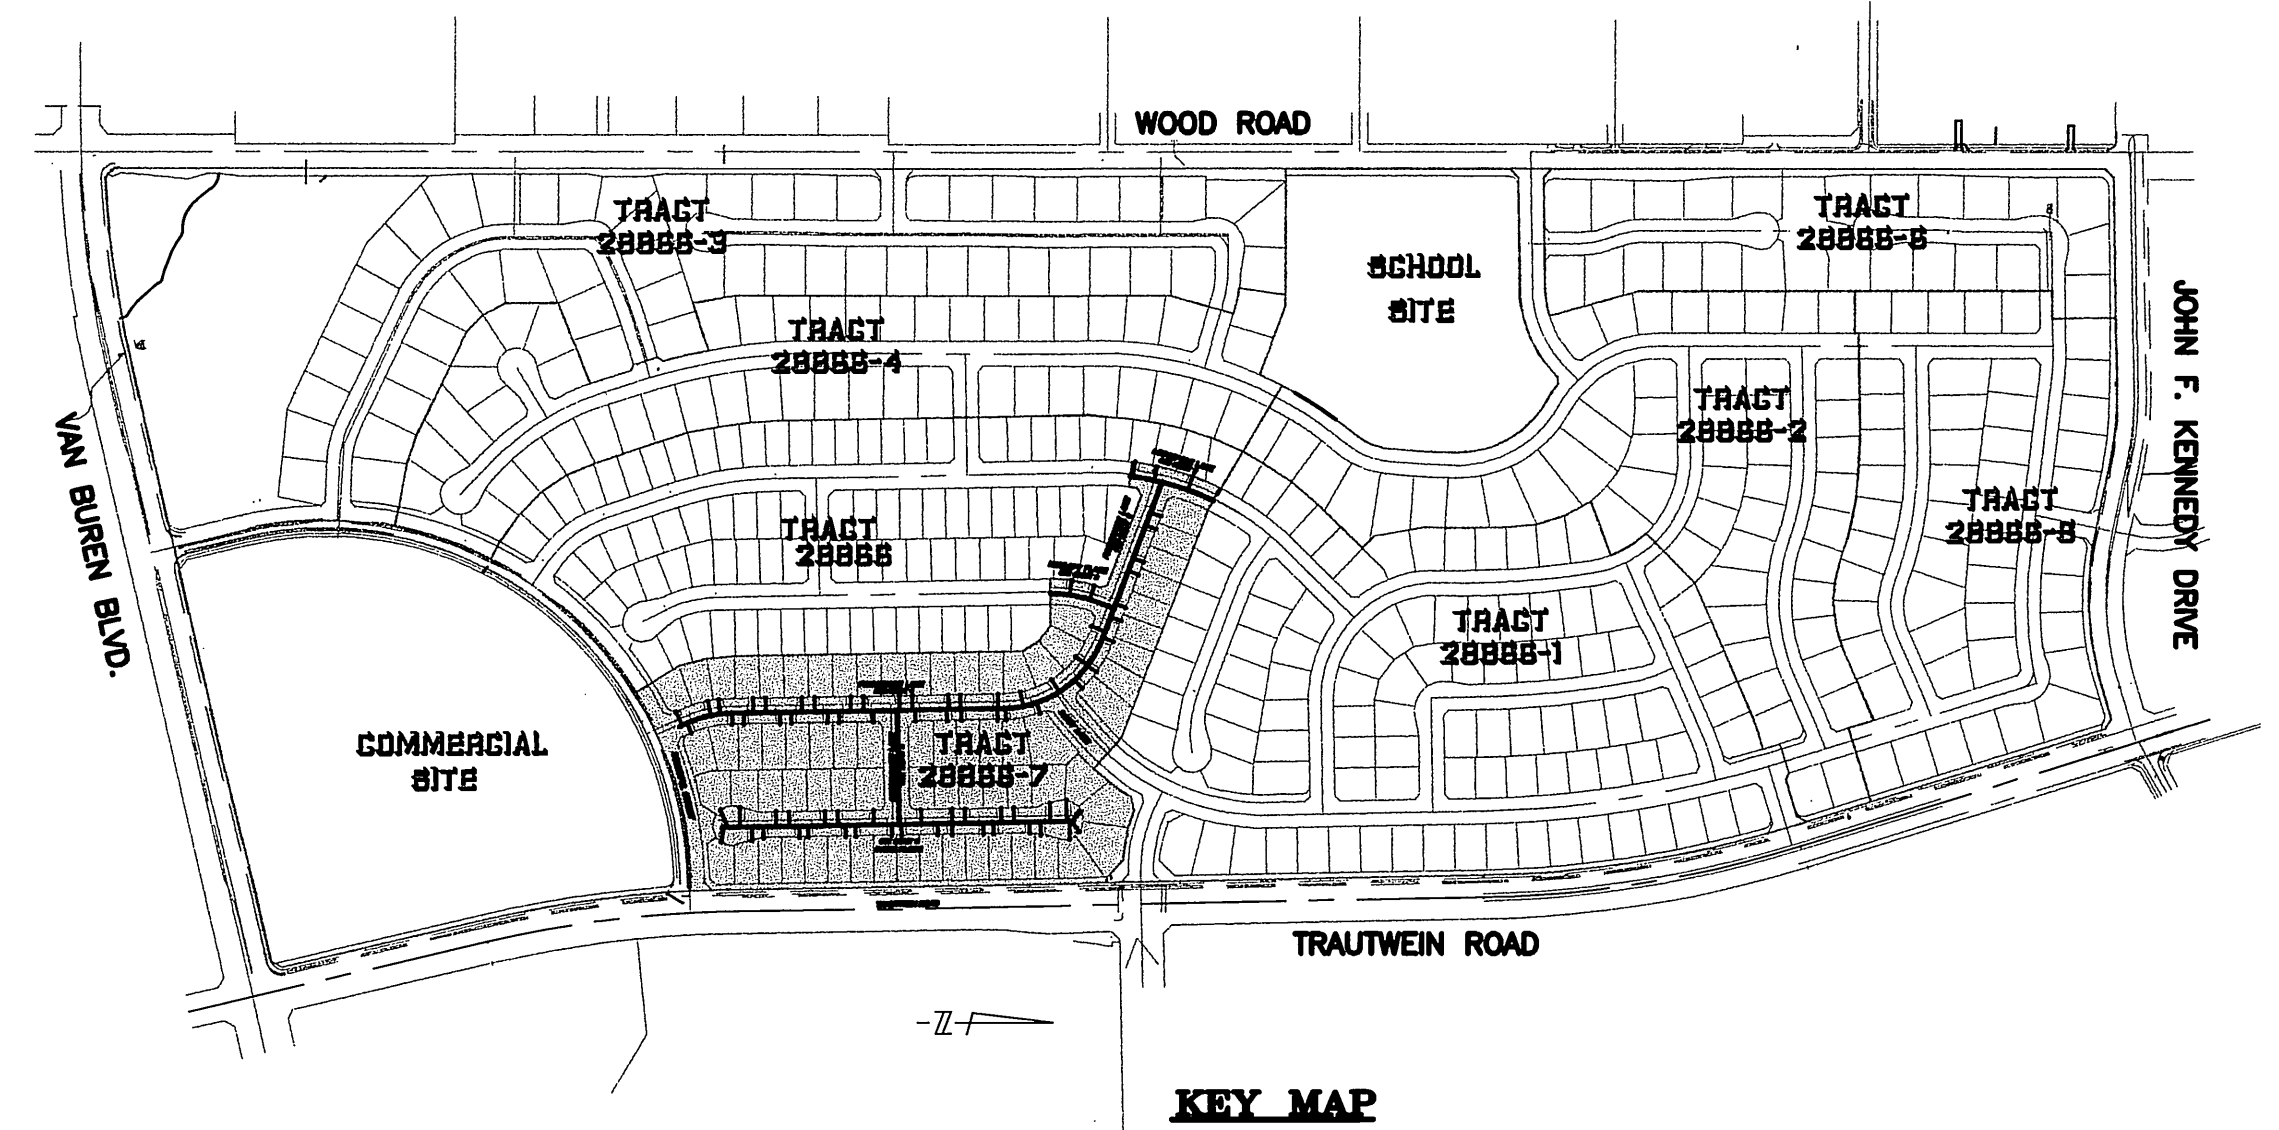 WOOD ROAD
TRACT
28866-3
TRACT
28866-6
SCHOOL
SITE
TRACT
28866-4
JOHN F. KENNEDY DRIVE
TRACT
28866-2
VAN BUREN BLVD.
TRACT
28866-5
TRACT
28866
TRACT
28866-1
COMMERCIAL
SITE
TRACT
28866-7
TRAUTWEIN ROAD
N
KEY MAP